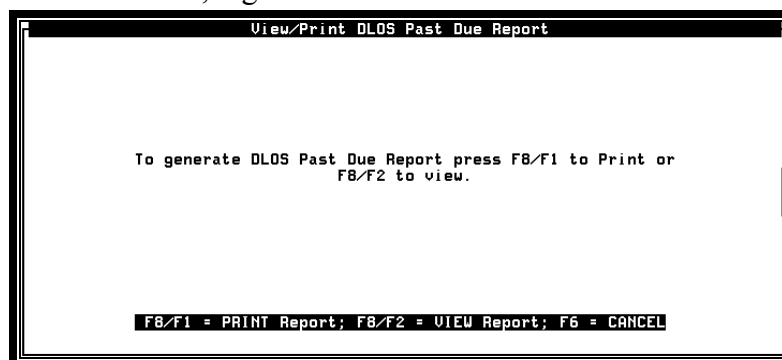 View/Print DLOS Past Due Report
To generate DLOS Past Due Report press F8/F1 to Print or
F8/F2 to view.
F8/F1 = PRINT Report; F8/F2 = VIEW Report; F6 = CANCEL